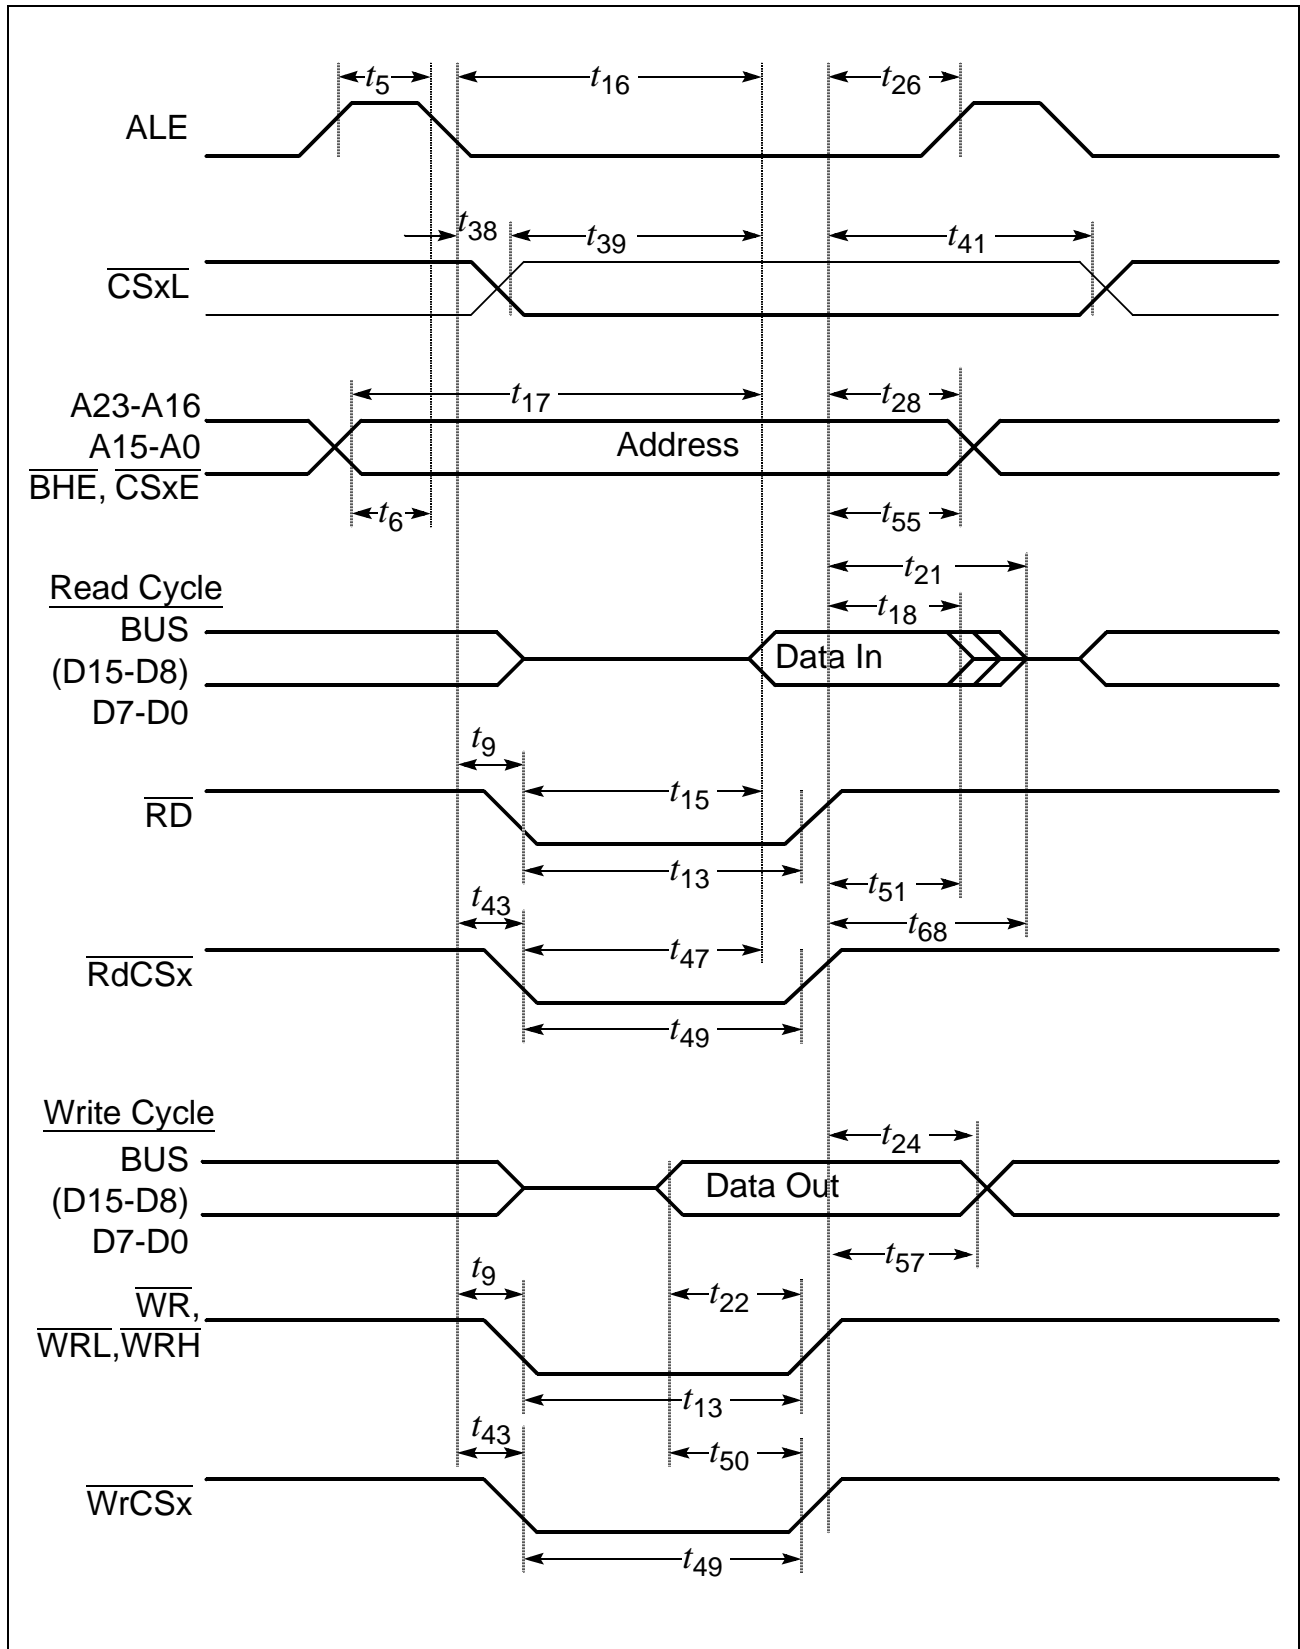 t5 t16 t26
ALE
t38 t39 t41
CSxL
t17 t28
A23-A16
A15-A0 Address
BHE, CSxE
t6 t55
t21
Read Cycle t18
BUS
(D15-D8) Data In
D7-D0
t9
t15
RD
t13 t51
t43 t68
t47
RdCSx
t49
Write Cycle
t24
BUS
(D15-D8) Data Out
D7-D0
t57
t9 t22
WR,
WRL,WRH
t13
t43 t50
WrCSx
t49